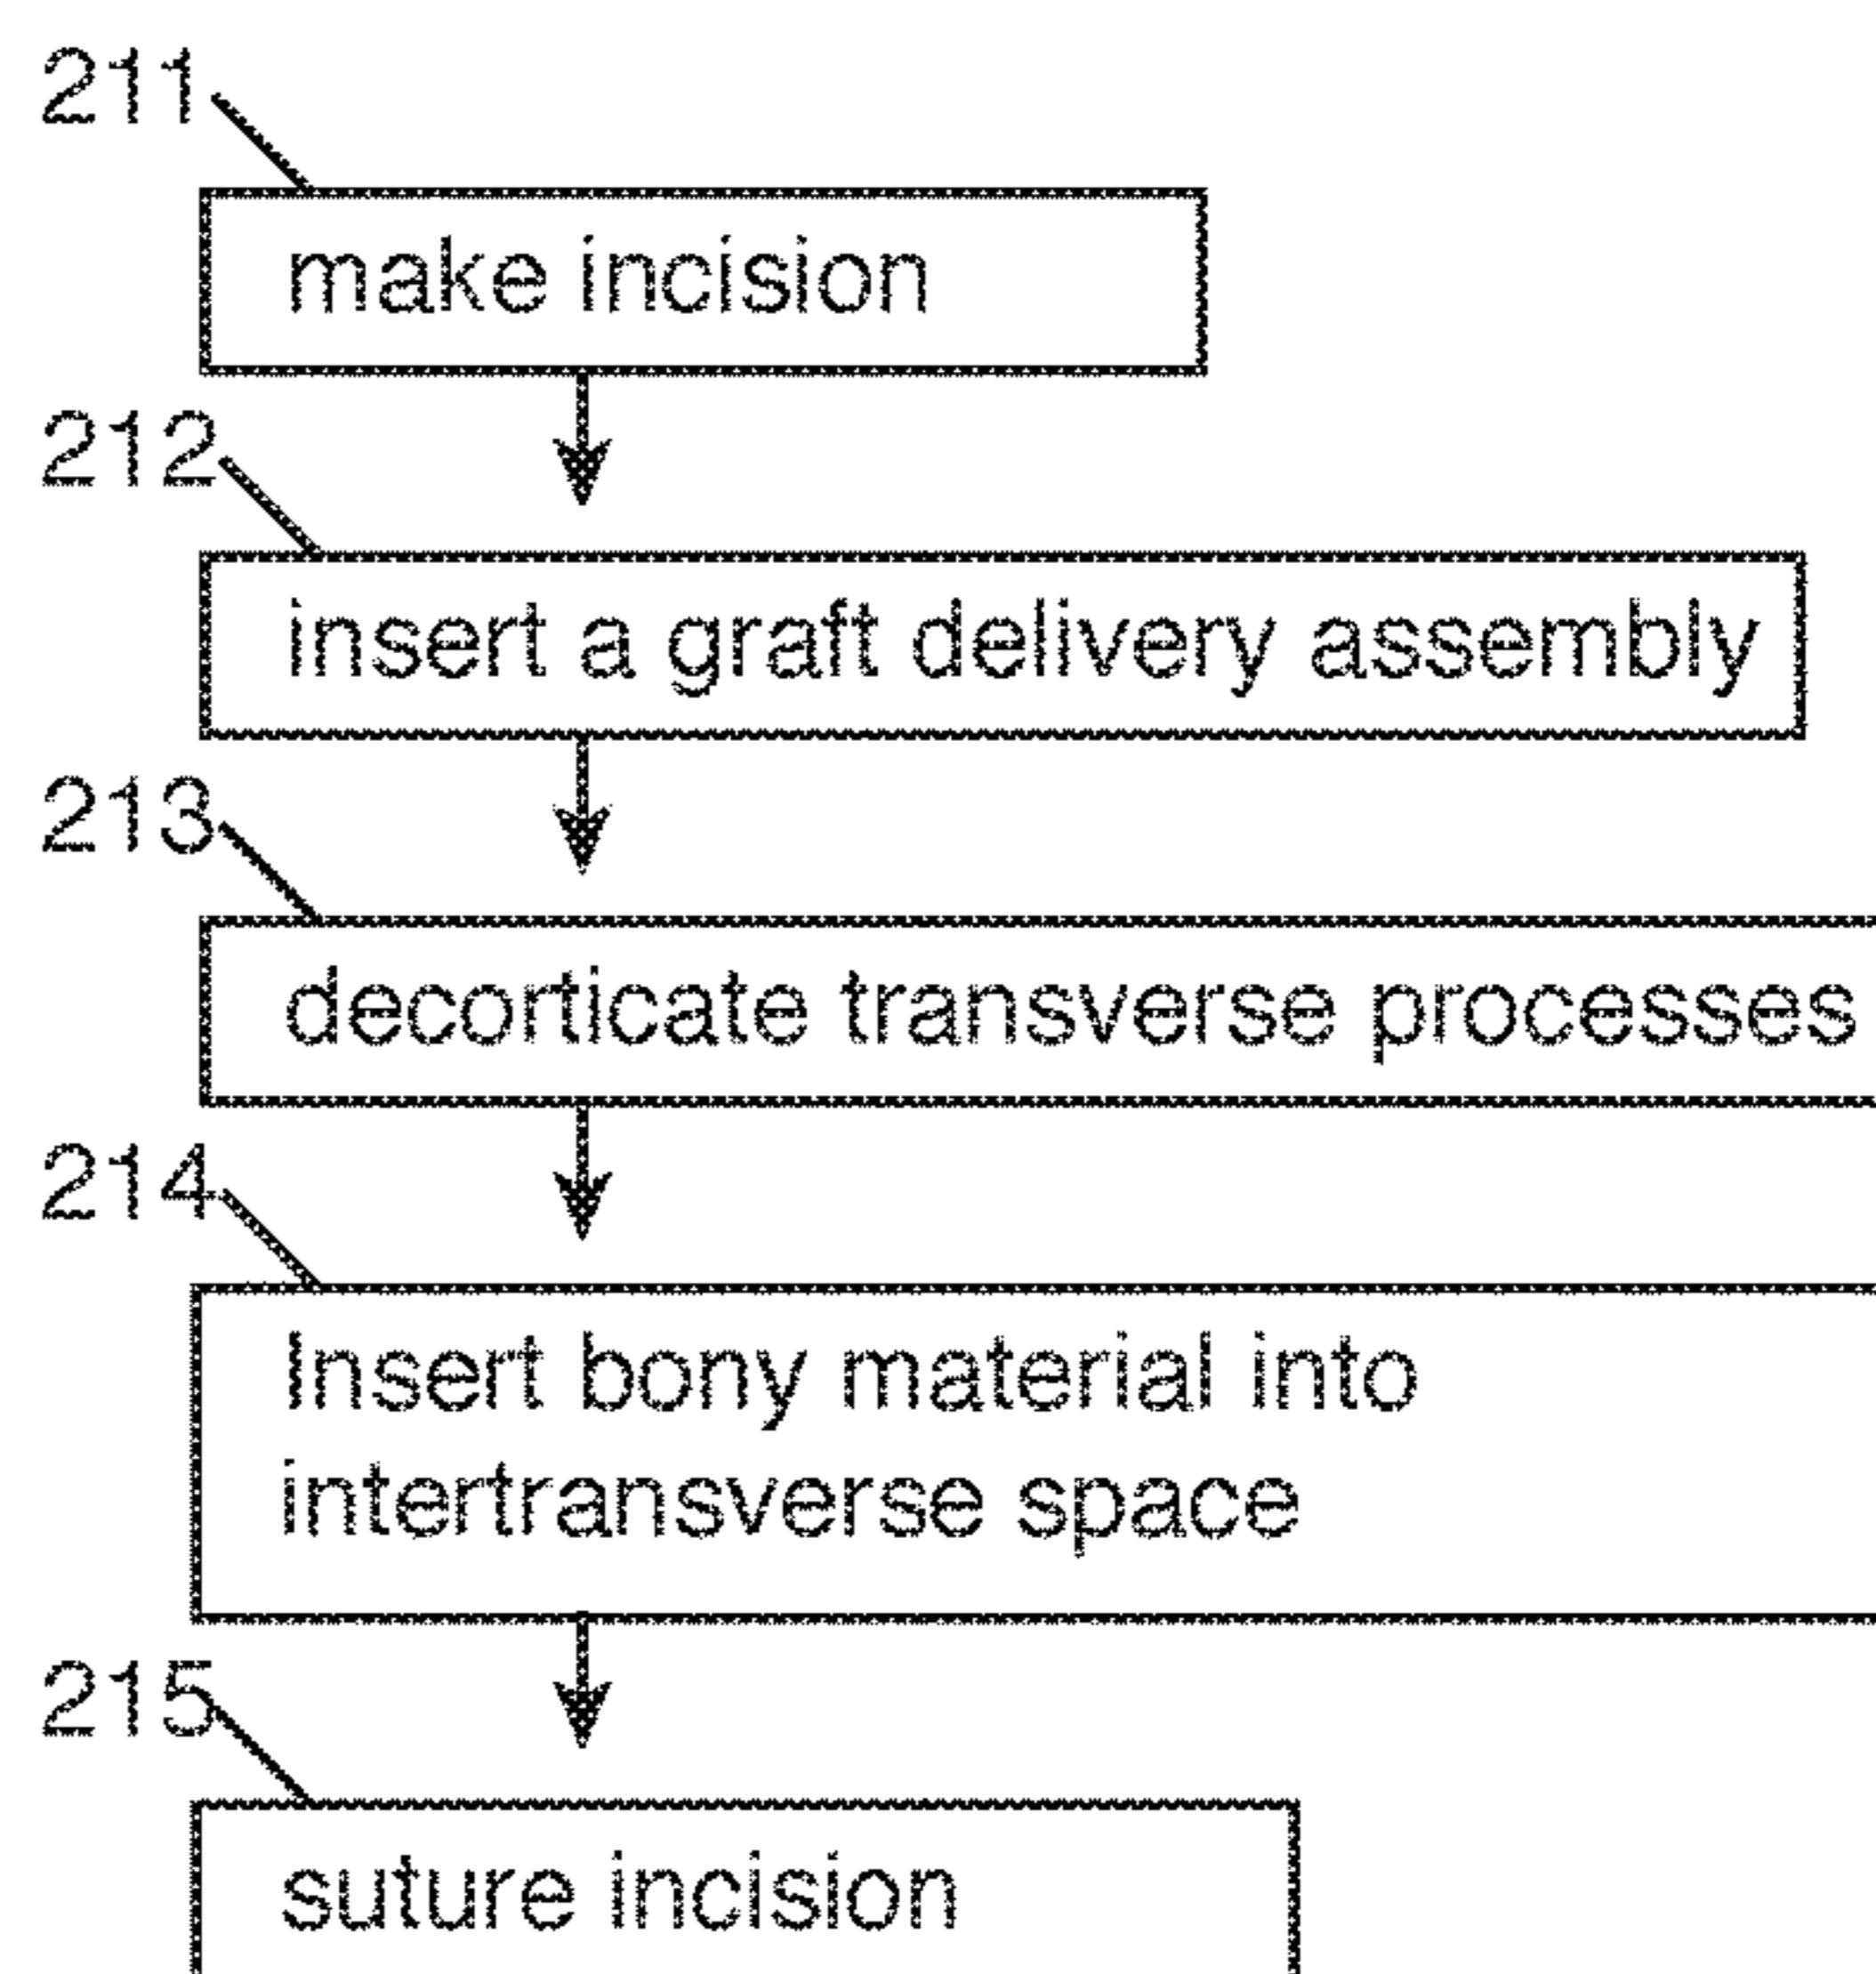 211
make incision
212
insert a graft delivery assembly
213
decorticate transverse processes
214
Insert bony material into
intertransverse space
215
suture incision